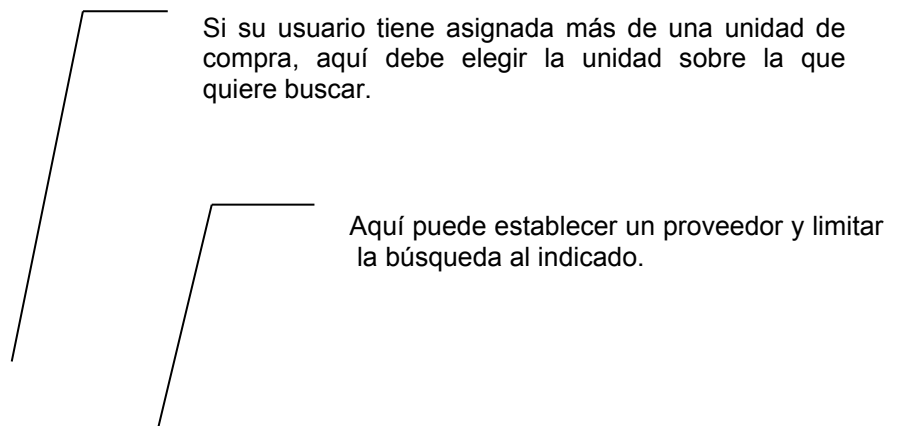 Si su usuario tiene asignada más de una unidad de
compra, aquí debe elegir la unidad sobre la que
quiere buscar.
Aquí puede establecer un proveedor y limitar
la búsqueda al indicado.